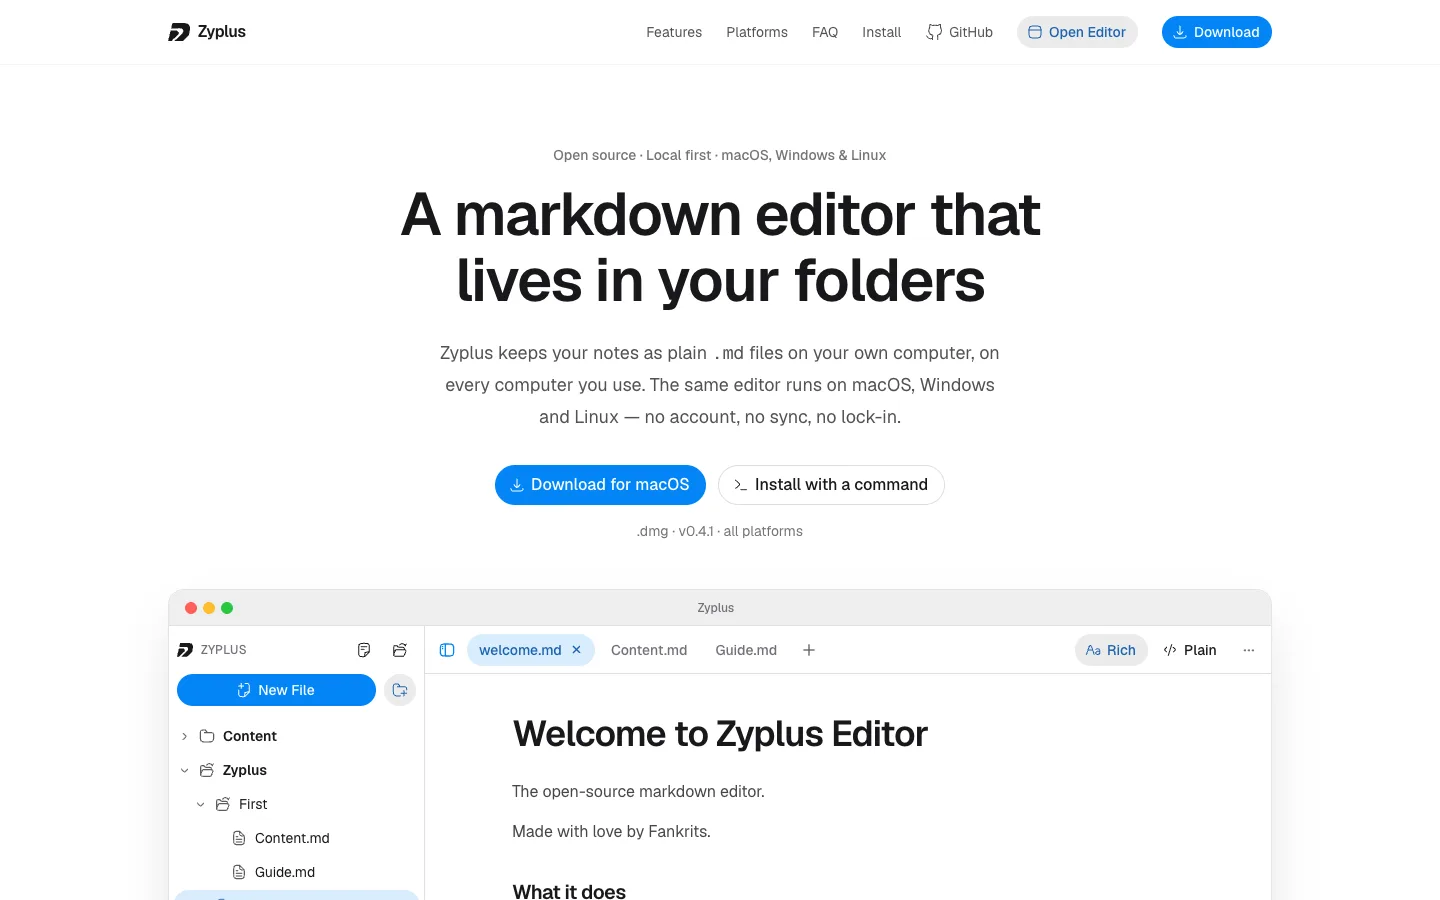 Zyplus
Features
Platforms
FAQ
Install
GitHub
Open Editor
Download
Open source · Local first · macOS, Windows & Linux
A markdown editor that
lives in your folders
Zyplus keeps your notes as plain .md files on your own computer, on
every computer you use. The same editor runs on macOS, Windows
and Linux — no account, no sync, no lock-in.
Download for macOS
Install with a command
.dmg · v0.4.1 · all platforms
Zyplus
ZYPLUS
welcome.md
Content.md
Guide.md
Aa Rich
Plain
New File
Content
Zyplus
First
Content.md
Guide.md
Welcome to Zyplus Editor
The open-source markdown editor.
Made with love by Fankrits.
What it does